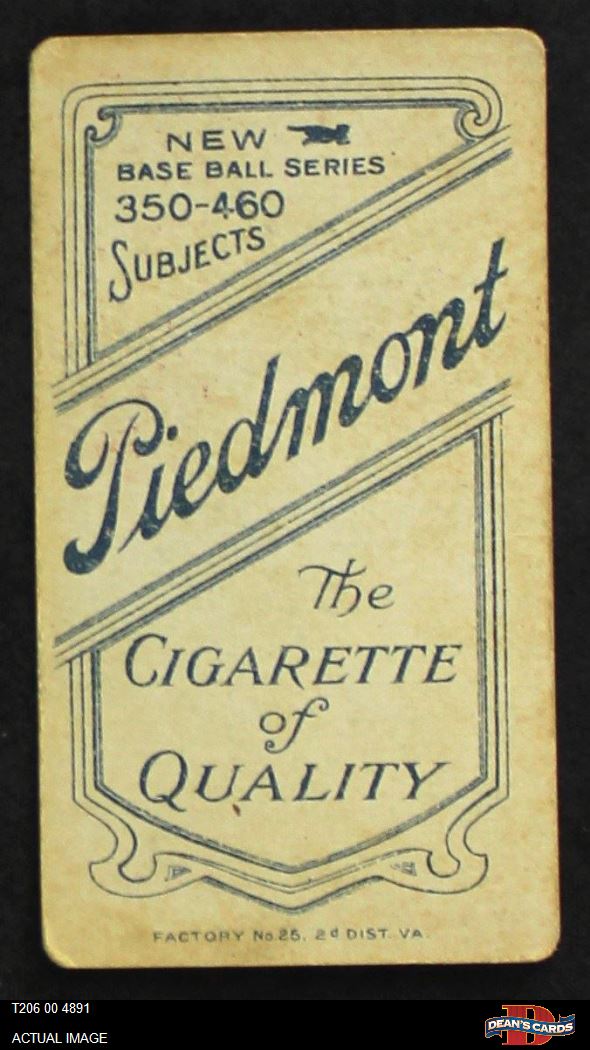 NEW
BASE BALL SERIES
350-460
SUBJECTS
Piedmont
The
CIGARETTE
of
QUALITY
FACTORY No. 25, 2d DIST. VA.
T206 00 4891
ACTUAL IMAGE
D
DEAN'S CARDS